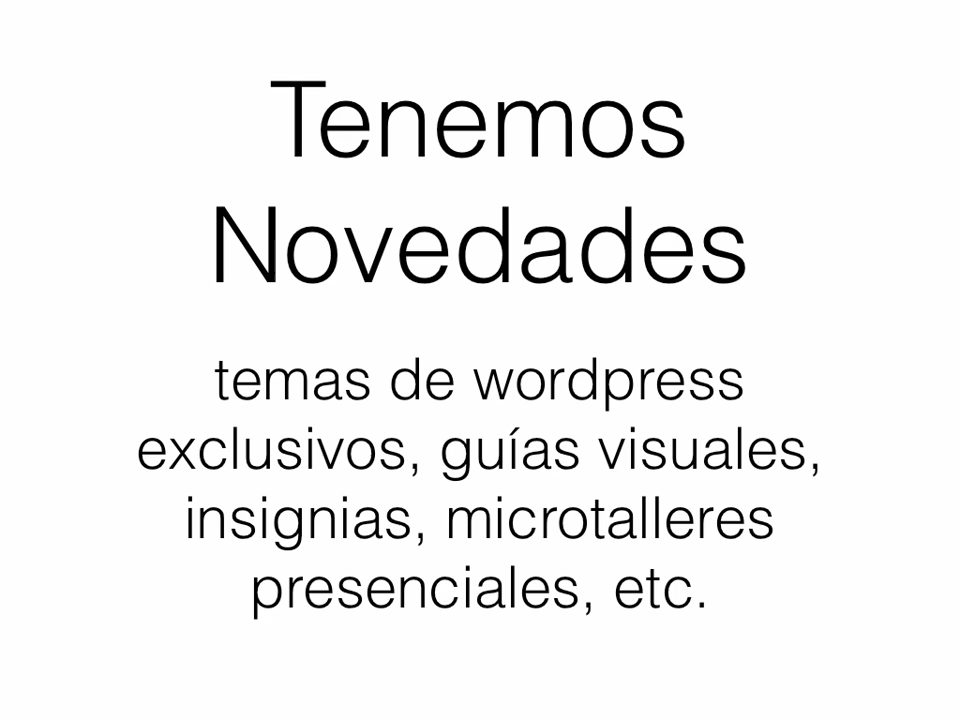 Tenemos
Novedades
temas de wordpress
exclusivos, guías visuales,
insignias, microtalleres
presenciales, etc.